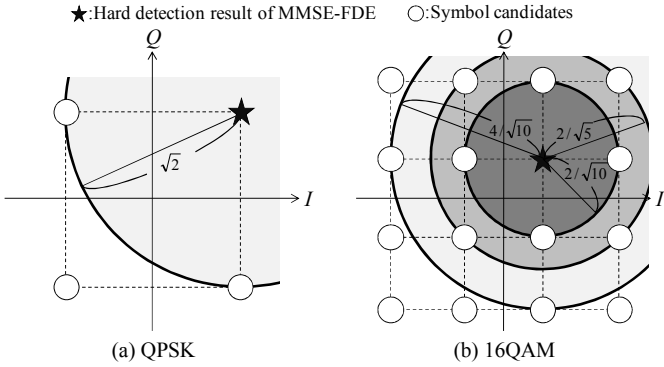 ★:Hard detection result of MMSE-FDE ○:Symbol candidates
Q
I
√2
(a) QPSK
Q
I
4/√10
2/√5
2/√10
(b) 16QAM